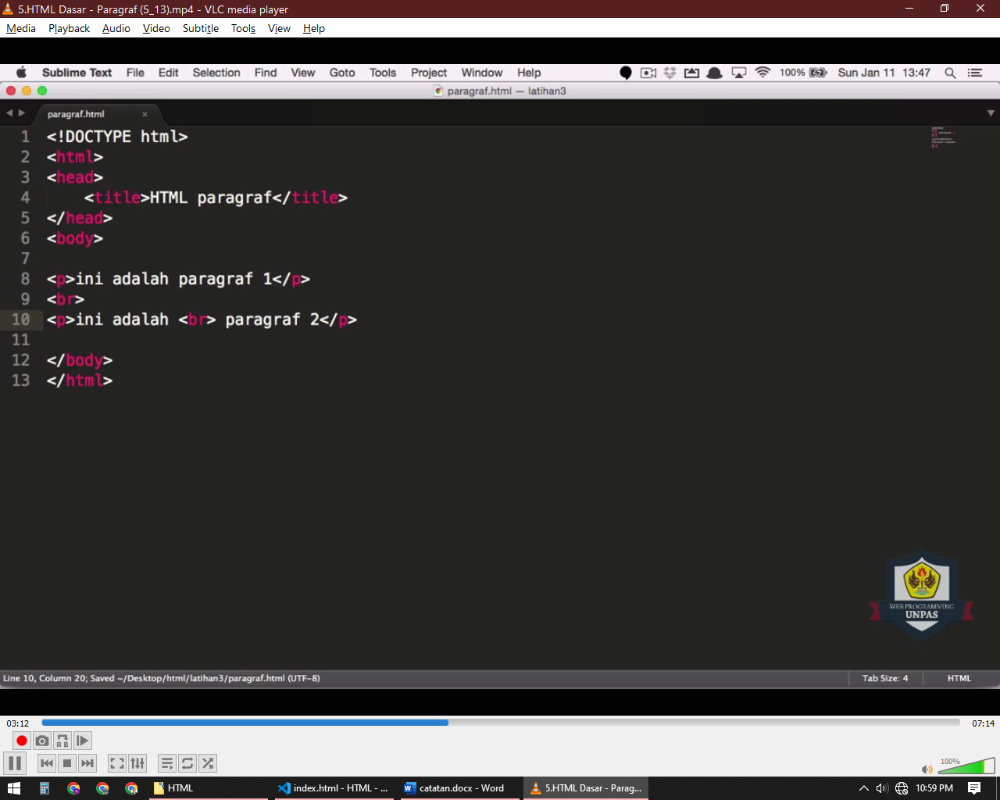 5.HTML Dasar - Paragraf (5_13).mp4 - VLC media player
Media Playback Audio Video Subtitle Tools View Help
Sublime Text File Edit Selection Find View Goto Tools Project Window Help 100% Sun Jan 11 13:47
paragraf.html — latihan3
paragraf.html
1 <!DOCTYPE html>
2 <html>
3 <head>
4 <title>HTML paragraf</title>
5 </head>
6 <body>
7
8 <p>ini adalah paragraf 1</p>
9 <br>
10 <p>ini adalah <br> paragraf 2</p>
11
12 </body>
13 </html>
WEB PROGRAMMING
UNPAS
Line 10, Column 20; Saved ~/Desktop/html/latihan3/paragraf.html (UTF-8) Tab Size: 4 HTML
03:12 07:14
A B
100%
HTML index.html - HTML - ... catatan.docx - Word 5.HTML Dasar - Parag... 10:59 PM